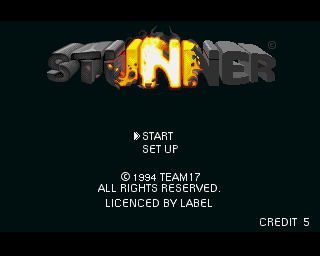 STUNNER ©
START
SET UP
© 1994 TEAM17
ALL RIGHTS RESERVED.
LICENCED BY LABEL
CREDIT 5